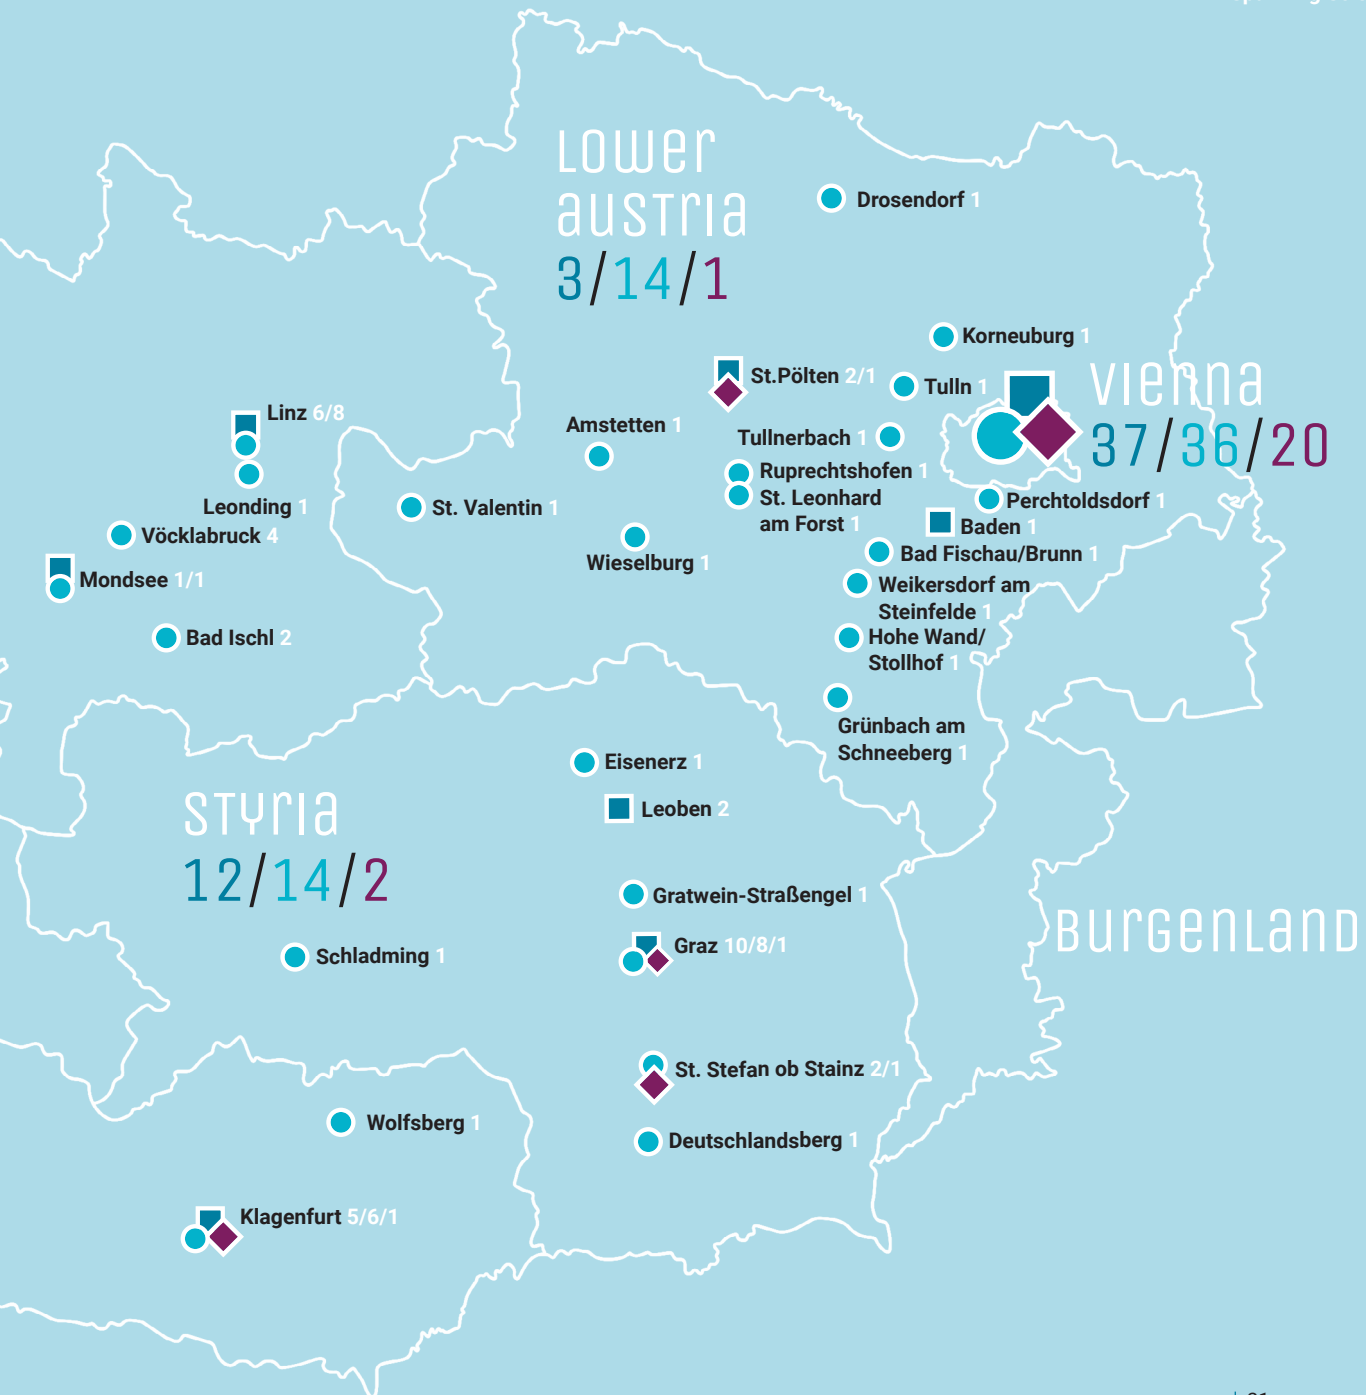 Lower
austria
3/14/1
Drosendorf 1
Korneuburg 1
St.Pölten 2/1
Tulln 1
Vienna
37/36/20
Linz 6/8
Amstetten 1
Tullnerbach 1
Ruprechtshofen 1
St. Leonhard
am Forst 1
Leonding 1
St. Valentin 1
Perchtoldsdorf 1
Baden 1
Vöcklabruck 4
Wieselburg 1
Bad Fischau/Brunn 1
Mondsee 1/1
Weikersdorf am
Steinfelde 1
Bad Ischl 2
Hohe Wand/
Stollhof 1
Grünbach am
Schneeberg 1
Eisenerz 1
Styria
12/14/2
Leoben 2
Gratwein-Straßengel 1
Burgenland
Graz 10/8/1
Schladming 1
St. Stefan ob Stainz 2/1
Wolfsberg 1
Deutschlandsberg 1
Klagenfurt 5/6/1